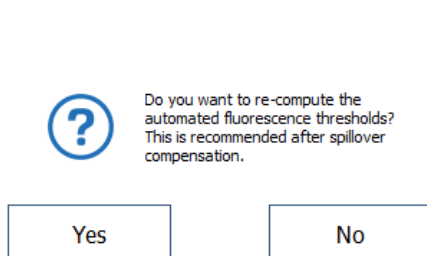 Do you want to re-compute the
automated fluorescence thresholds?
This is recommended after spillover
compensation.
Yes
No